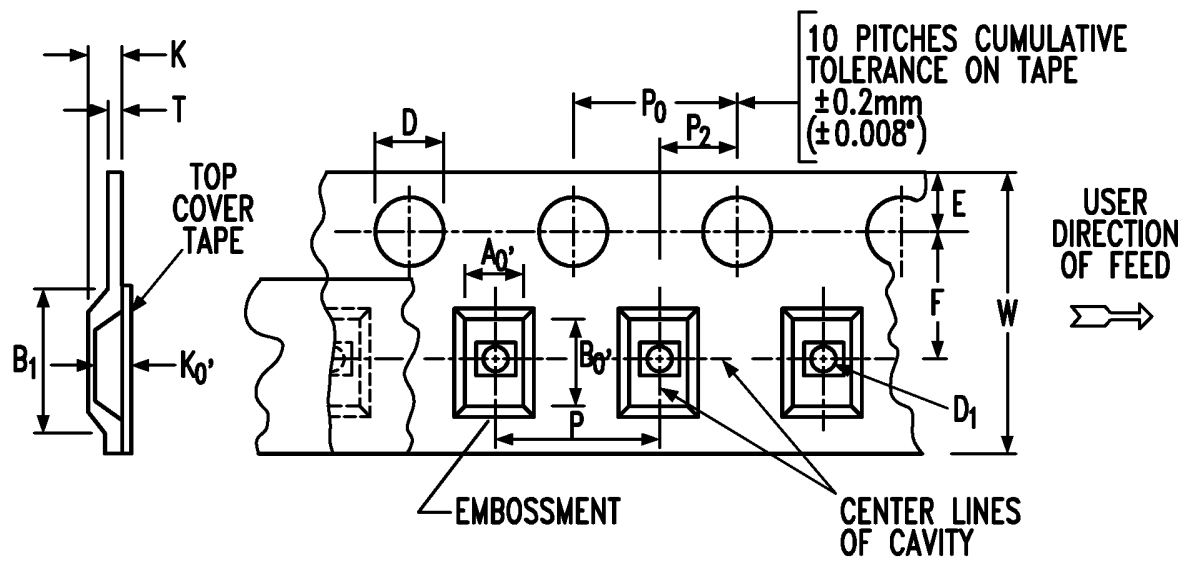 10 PITCHES CUMULATIVE
TOLERANCE ON TAPE
±0.2mm
(±0.008")
K
T
D
P₀
P₂
TOP
COVER
TAPE
E
USER
DIRECTION
OF FEED
A₀'
F
W
B₁
K₀'
B₀'
D₁
P
EMBOSSMENT
CENTER LINES
OF CAVITY